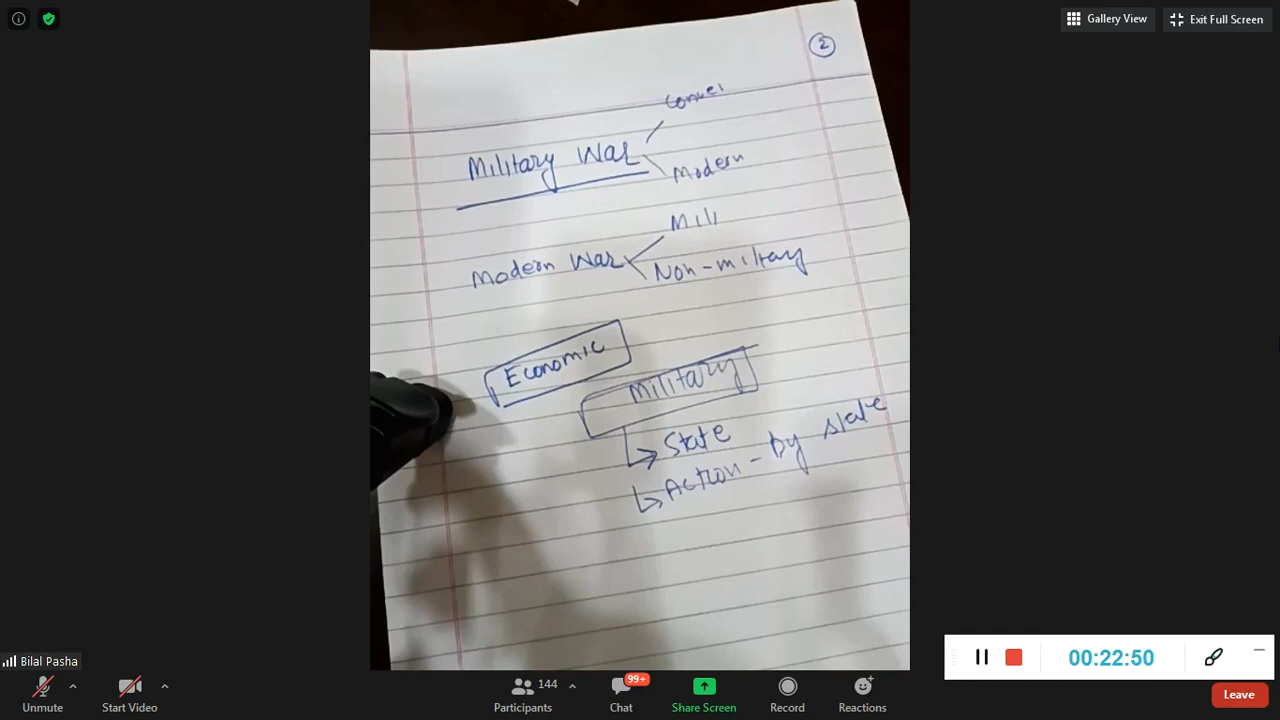 Gallery View
Exit Full Screen
2
Conve
Military War
Modern
Mili
Modern War
Non-military
Economic
Military
State
Action - by state
Bilal Pasha
00:22:50
Unmute
Start Video
144
Participants
99+
Chat
Share Screen
Record
Reactions
Leave